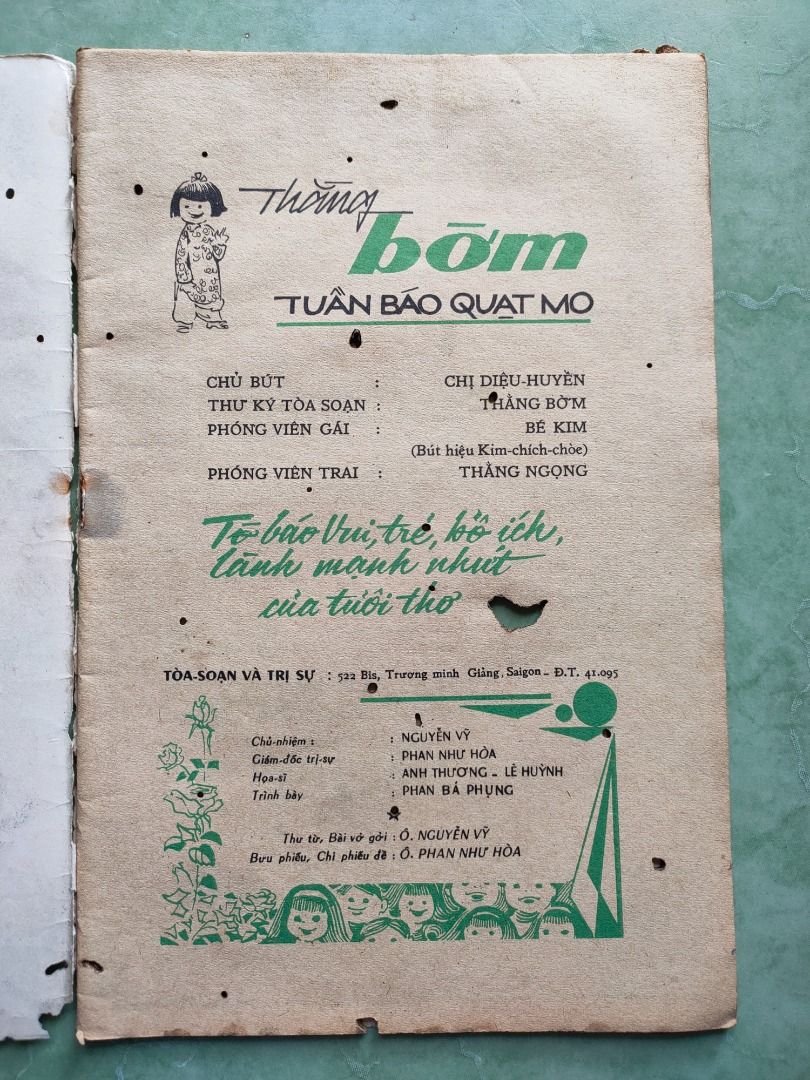 Thằng
bờm
TUẦN BÁO QUẠT MO
CHỦ BÚT : CHỊ DIỆU-HUYỀN
THƯ KÝ TÒA SOẠN : THẰNG BỜM
PHÓNG VIÊN GÁI : BÉ KIM
(Bút hiệu Kim-chích-chòe)
PHÓNG VIÊN TRAI : THẰNG NGỌNG
Tờ báo Vui, trẻ, bổ ích,
lành mạnh nhứt
của tuổi thơ
TÒA-SOẠN VÀ TRỊ SỰ : 522 Bis, Trương minh Giảng, Saigon - Đ.T. 41.095
Chủ-nhiệm : : NGUYỄN VỸ
Giám-đốc trị-sự : PHAN NHƯ HÒA
Họa-sĩ : ANH THƯƠNG - LÊ HUỲNH
Trình bày : PHAN BÁ PHỤNG
Thư từ, Bài vở gởi : Ô. NGUYỄN VỸ
Bưu phiếu, Chi phiếu đề : Ô. PHAN NHƯ HÒA